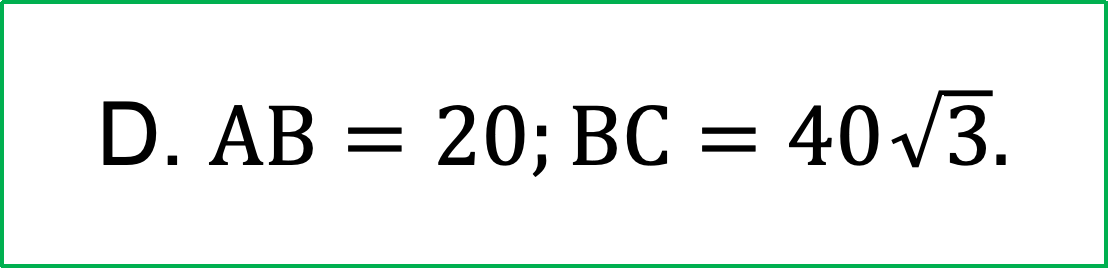 D. AB = 20; BC = 40√3.